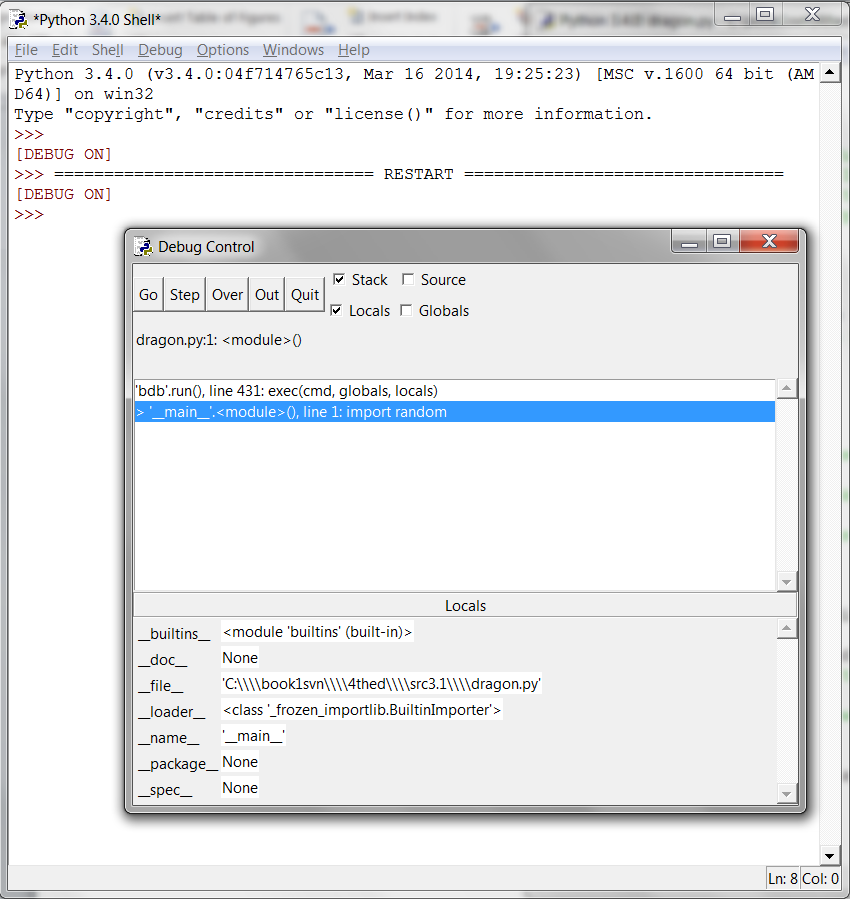 *Python 3.4.0 Shell*
File Edit Shell Debug Options Windows Help
Python 3.4.0 (v3.4.0:04f714765c13, Mar 16 2014, 19:25:23) [MSC v.1600 64 bit (AM
D64)] on win32
Type "copyright", "credits" or "license()" for more information.
>>>
[DEBUG ON]
>>> ================================ RESTART ================================
[DEBUG ON]
>>>
Debug Control
Go Step Over Out Quit
Stack Source
Locals Globals
dragon.py:1: <module>()
'bdb'.run(), line 431: exec(cmd, globals, locals)
> '__main__'.<module>(), line 1: import random
Locals
__builtins__ <module 'builtins' (built-in)>
__doc__ None
__file__ 'C:\\\\book1svn\\\\4thed\\\\src3.1\\\\dragon.py'
__loader__ <class '_frozen_importlib.BuiltinImporter'>
__name__ '__main__'
__package__ None
__spec__ None
Ln: 8 Col: 0